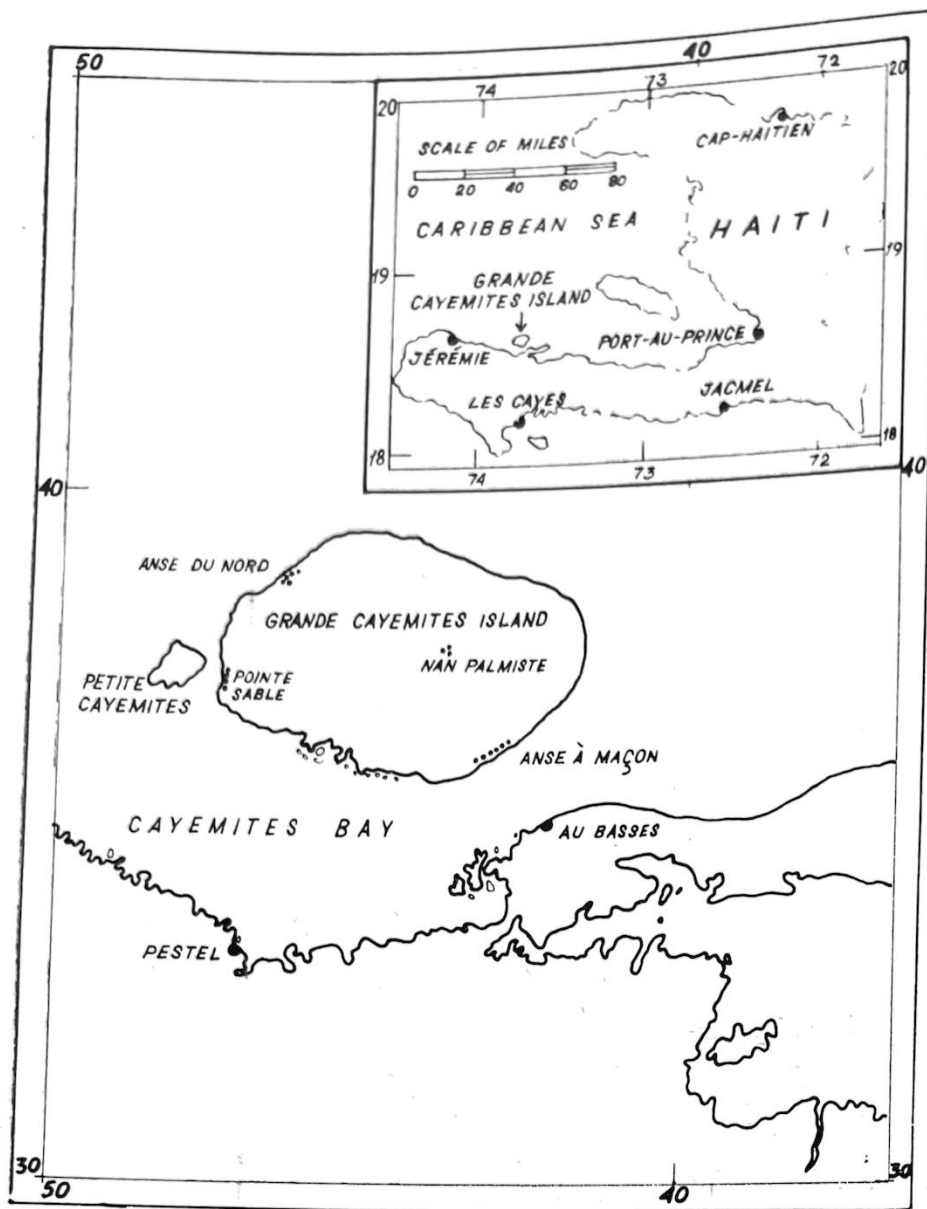 50
40
74
73
72
20
20
SCALE OF MILES
0 20 40 60 80
CAP-HAITIEN
CARIBBEAN SEA
HAITI
19
19
GRANDE
CAYEMITES ISLAND
PORT-AU-PRINCE
JÉRÉMIE
LES CAYES
JACMEL
18
18
74
73
72
40
40
ANSE DU NORD
GRANDE CAYEMITES ISLAND
NAN PALMISTE
PETITE
CAYEMITES
POINTE
SABLE
ANSE À MAÇON
CAYEMITES BAY
AU BASSES
PESTEL
30
30
50
40